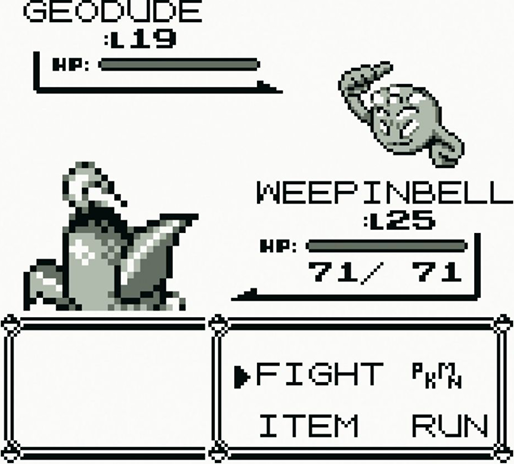 GEODUDE
:L19
HP:
WEEPINBELL
:L25
HP:
71/ 71
FIGHT PKMN
ITEM RUN